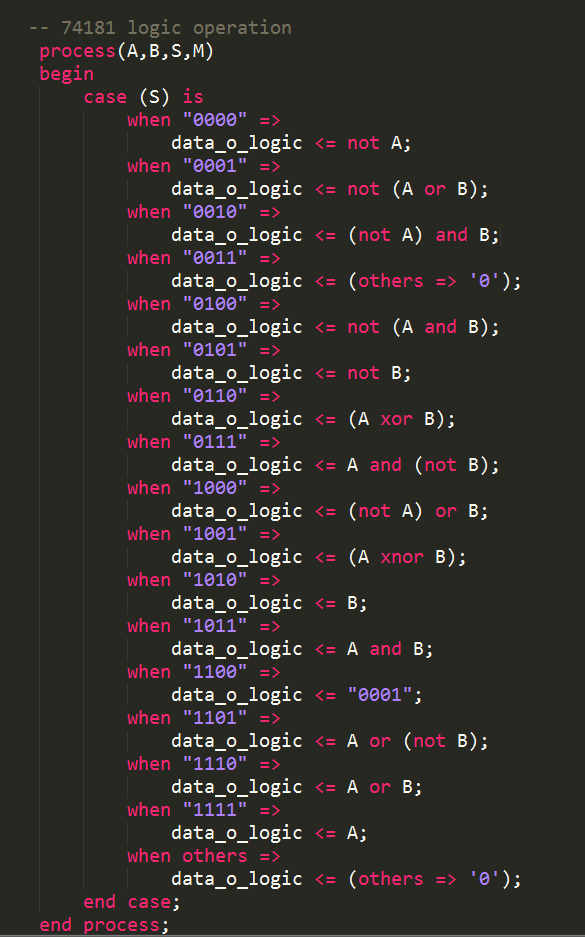 -- 74181 logic operation
process(A,B,S,M)
begin
case (S) is
when "0000" =>
data_o_logic <= not A;
when "0001" =>
data_o_logic <= not (A or B);
when "0010" =>
data_o_logic <= (not A) and B;
when "0011" =>
data_o_logic <= (others => '0');
when "0100" =>
data_o_logic <= not (A and B);
when "0101" =>
data_o_logic <= not B;
when "0110" =>
data_o_logic <= (A xor B);
when "0111" =>
data_o_logic <= A and (not B);
when "1000" =>
data_o_logic <= (not A) or B;
when "1001" =>
data_o_logic <= (A xnor B);
when "1010" =>
data_o_logic <= B;
when "1011" =>
data_o_logic <= A and B;
when "1100" =>
data_o_logic <= "0001";
when "1101" =>
data_o_logic <= A or (not B);
when "1110" =>
data_o_logic <= A or B;
when "1111" =>
data_o_logic <= A;
when others =>
data_o_logic <= (others => '0');
end case;
end process;